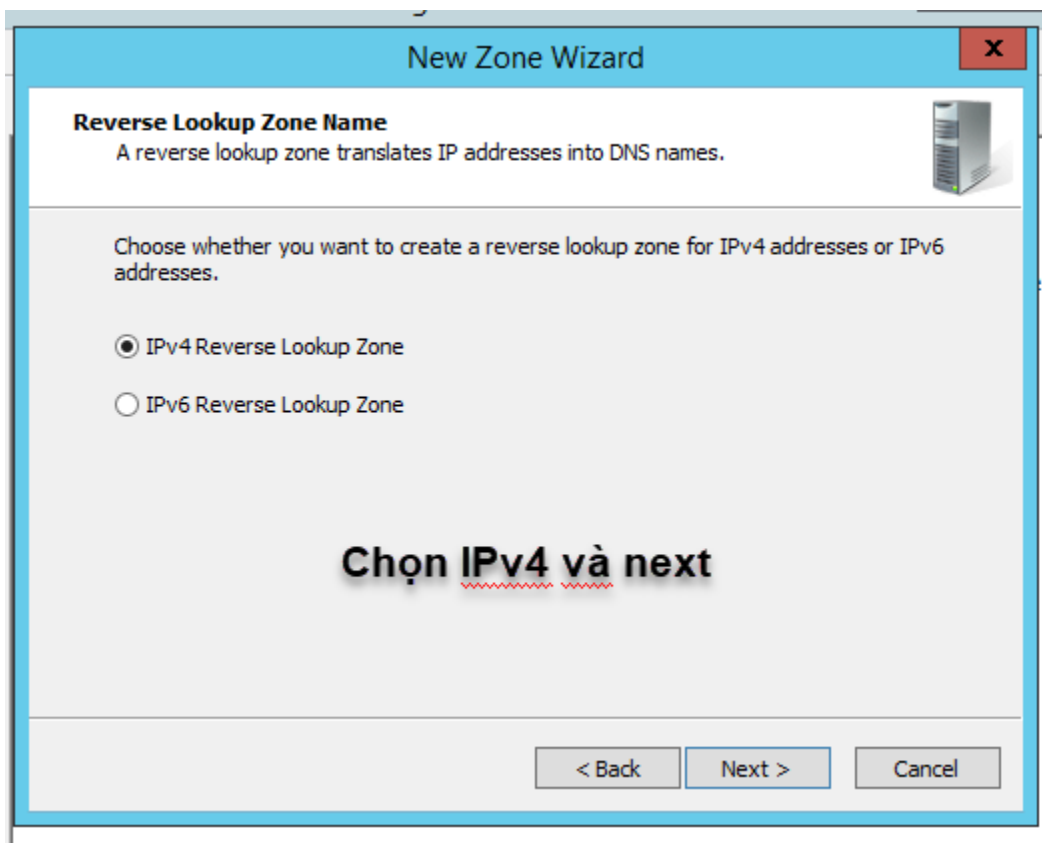 New Zone Wizard
x
Reverse Lookup Zone Name
A reverse lookup zone translates IP addresses into DNS names.
Choose whether you want to create a reverse lookup zone for IPv4 addresses or IPv6
addresses.
IPv4 Reverse Lookup Zone
IPv6 Reverse Lookup Zone
Chọn IPv4 và next
< Back
Next >
Cancel